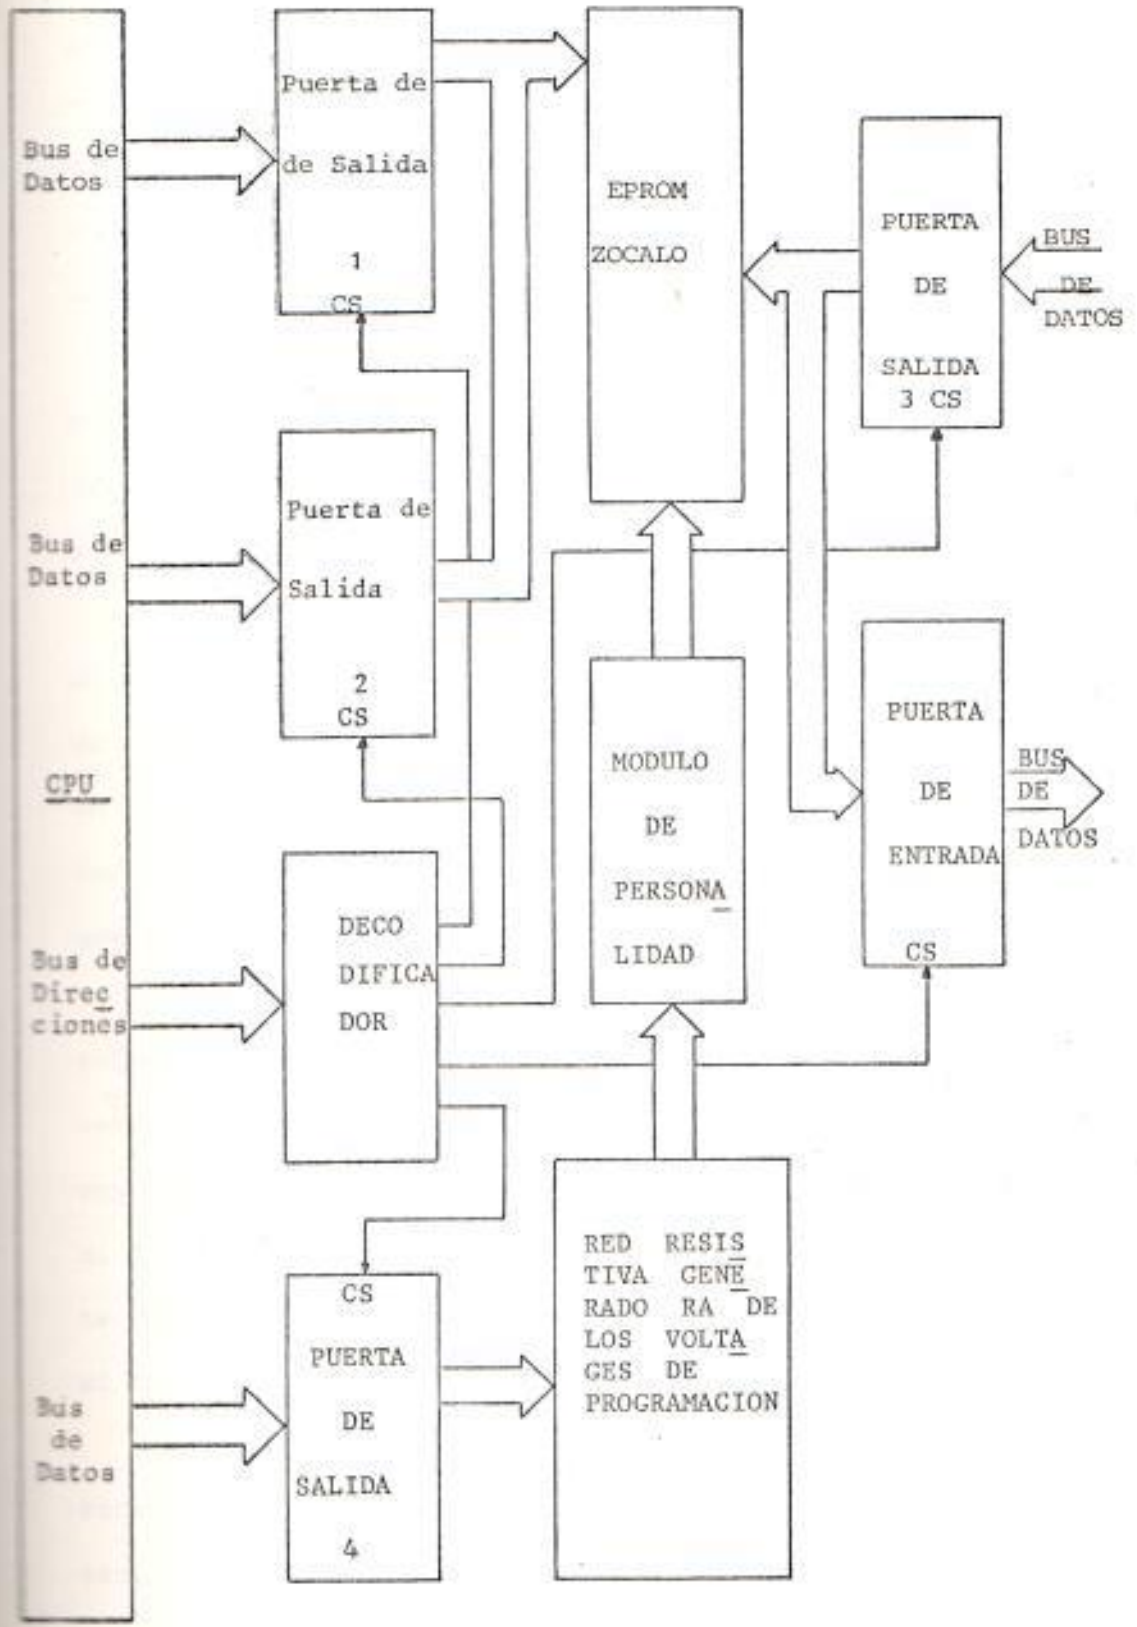 Bus de
Datos
Bus de
Datos
CPU
Bus de
Direc
ciones
Bus
de
Datos
Puerta de
de Salida
1
CS
Puerta de
Salida
2
CS
DECO
DIFICA
DOR
CS
PUERTA
DE
SALIDA
4
EPROM
ZOCALO
MODULO
DE
PERSONA
LIDAD
RED RESIS
TIVA GENE
RADO RA DE
LOS VOLTA
GES DE
PROGRAMACION
PUERTA
DE
SALIDA
3 CS
BUS
DE
DATOS
PUERTA
DE
ENTRADA
CS
BUS
DE
DATOS